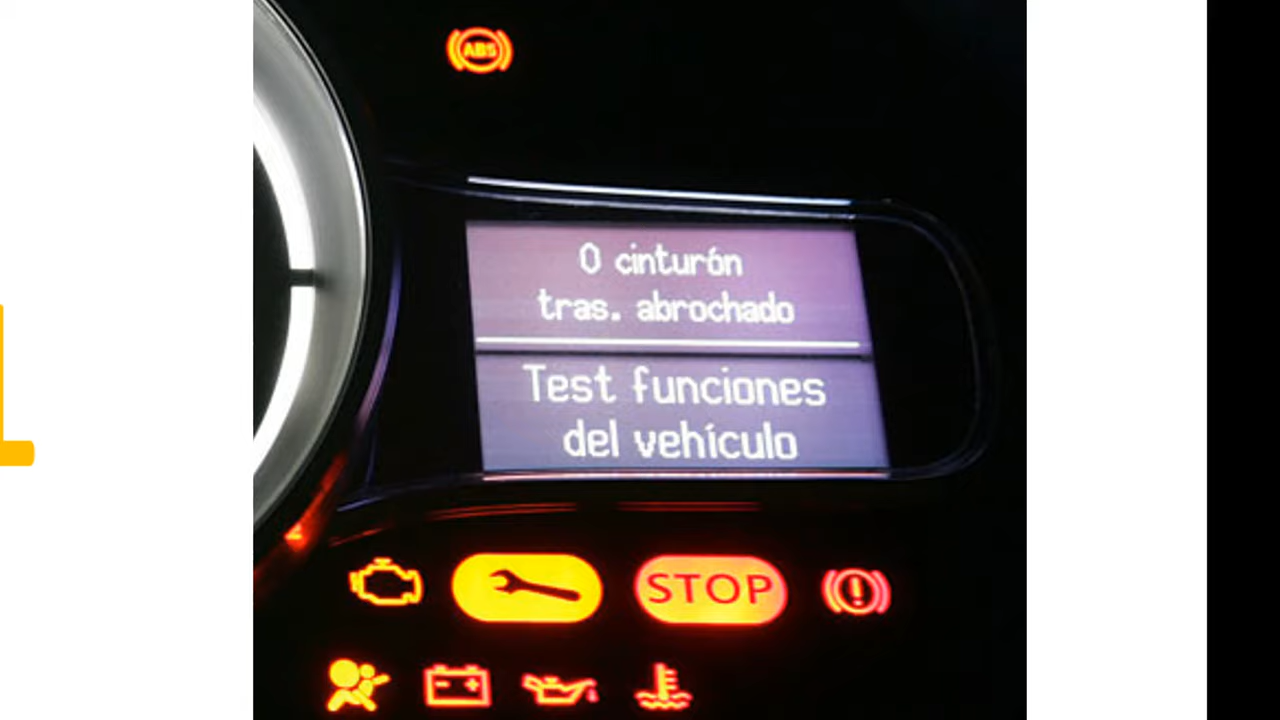 ABS
0 cinturón
tras. abrochado
Test funciones
del vehículo
STOP